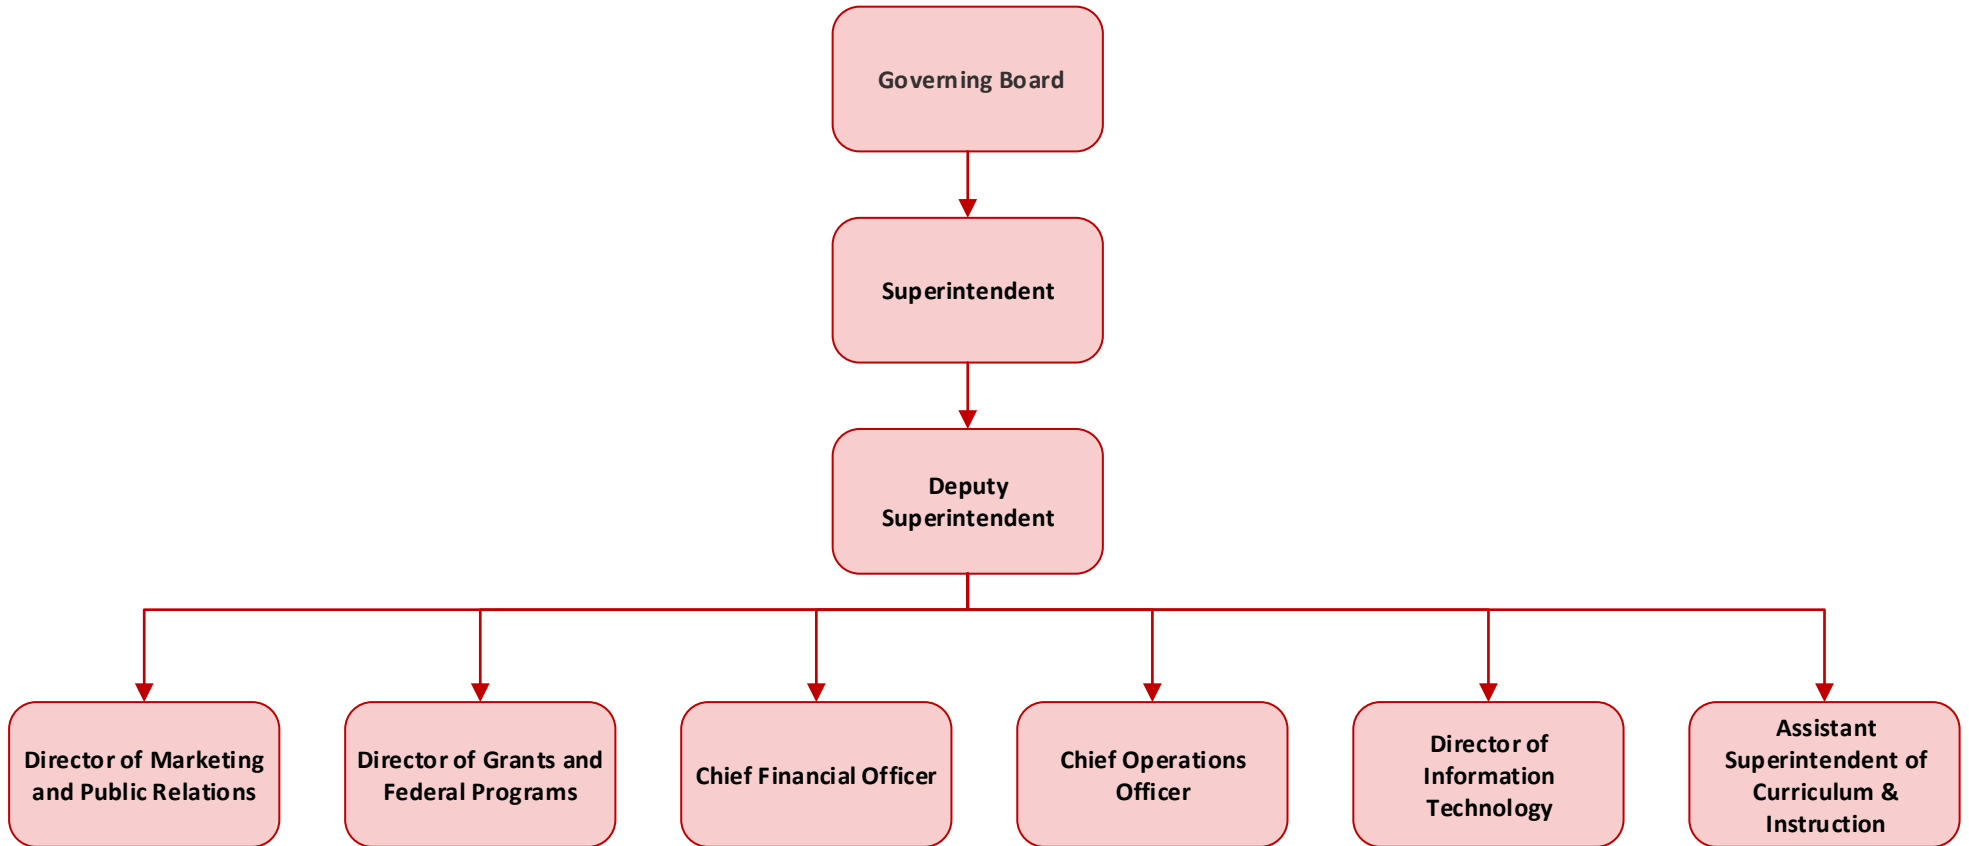 Governing Board
Superintendent
Deputy
Superintendent
Director of Marketing
and Public Relations
Director of Grants and
Federal Programs
Chief Financial Officer
Chief Operations
Officer
Director of
Information
Technology
Assistant
Superintendent of
Curriculum &
Instruction